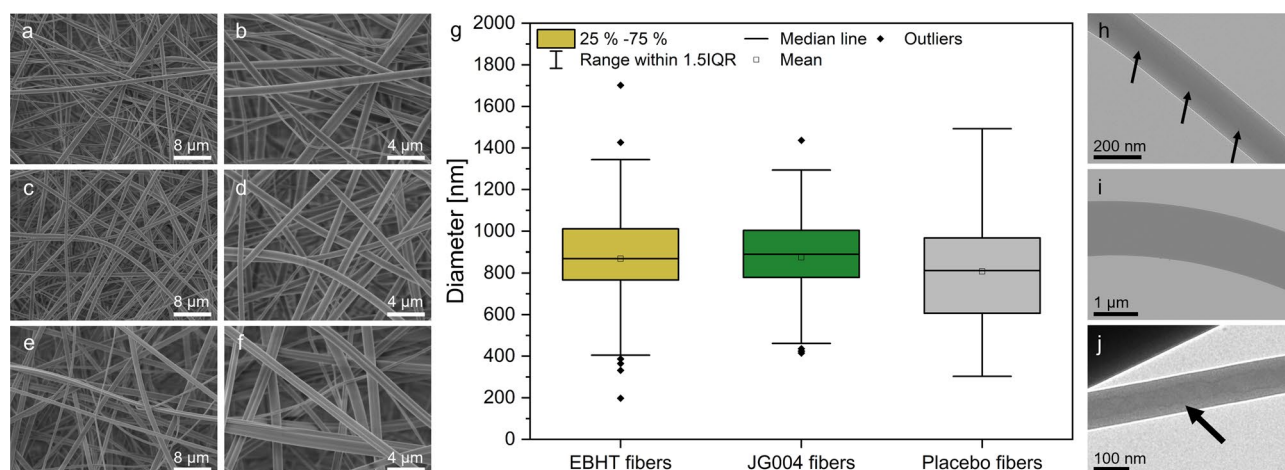 a
8 µm
b
4 µm
c
8 µm
d
4 µm
e
8 µm
f
4 µm
g
Diameter [nm]
2000
1800
1600
1400
1200
1000
800
600
400
200
0
25 % -75 %
Median line
Outliers
Range within 1.5IQR
Mean
EBHT fibers
JG004 fibers
Placebo fibers
h
200 nm
i
1 µm
j
100 nm